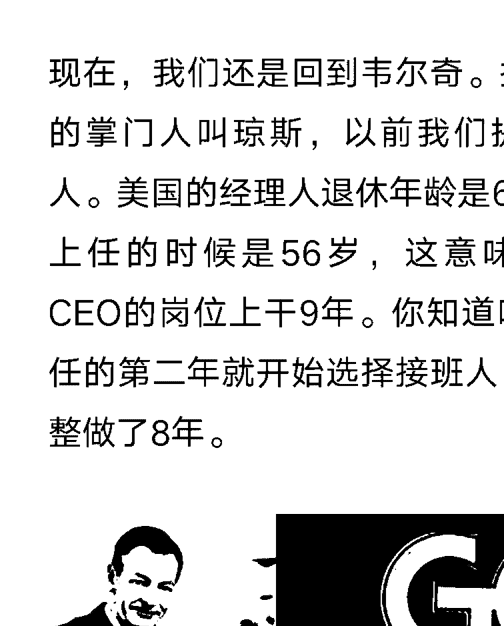 现在，我们还是回到韦尔奇。
的掌门人叫琼斯，以前我们
人。美国的经理人退休年龄是
上任的时候是56岁，这意味
CEO的岗位上干9年。你知道
任的第二年就开始选择接班人
整做了8年。
G